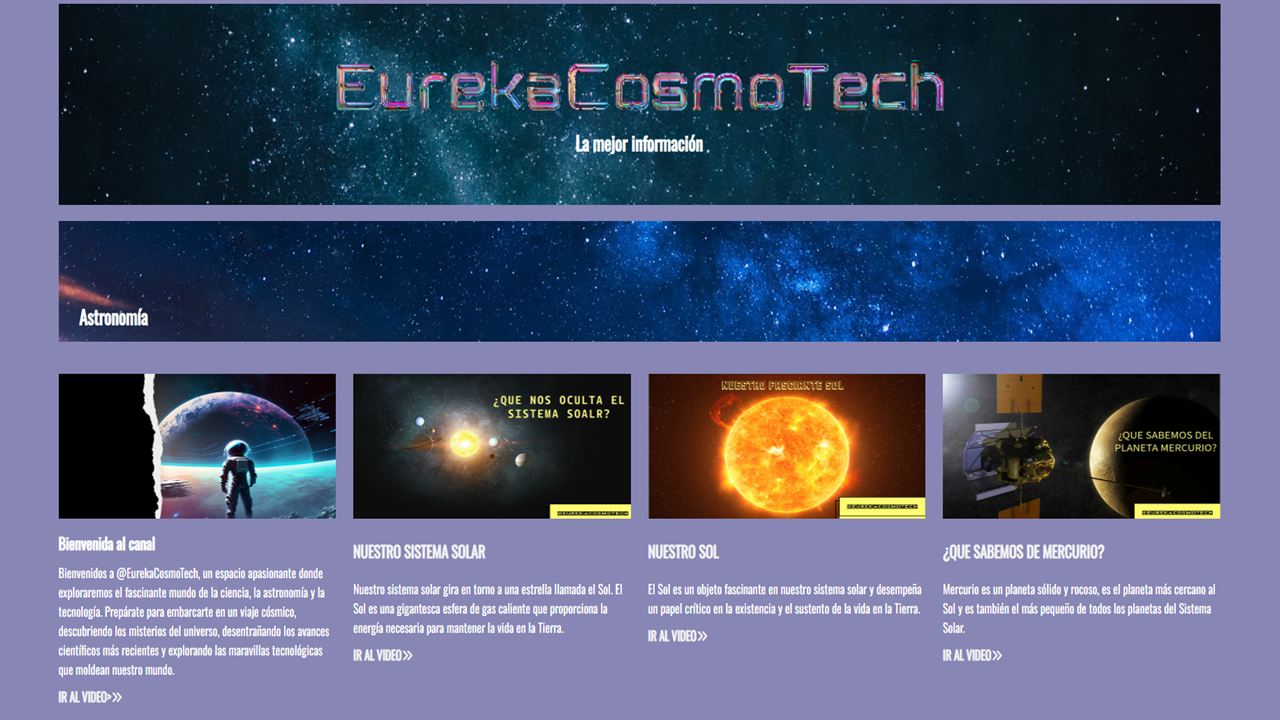 EurekaCosmoTech
La mejor información
Astronomía
¿QUE NOS OCULTA EL
SISTEMA SOALR?
@EUREKACOSMOTECH
NUESTRO FASCIANTE SOL
@EUREKACOSMOTECH
¿QUE SABEMOS DEL
PLANETA MERCURIO?
@EUREKACOSMOTECH
Bienvenida al canal
Bienvenidos a @EurekaCosmoTech, un espacio apasionante donde
exploraremos el fascinante mundo de la ciencia, la astronomía y la
tecnología. Prepárate para embarcarte en un viaje cósmico,
descubriendo los misterios del universo, desentrañando los avances
científicos más recientes y explorando las maravillas tecnológicas
que moldean nuestro mundo.
IR AL VIDEO>
NUESTRO SISTEMA SOLAR
Nuestro sistema solar gira en torno a una estrella llamada el Sol. El
Sol es una gigantesca esfera de gas caliente que proporciona la
energía necesaria para mantener la vida en la Tierra.
IR AL VIDEO
NUESTRO SOL
El Sol es un objeto fascinante en nuestro sistema solar y desempeña
un papel crítico en la existencia y el sustento de la vida en la Tierra.
IR AL VIDEO
¿QUE SABEMOS DE MERCURIO?
Mercurio es un planeta sólido y rocoso, es el planeta más cercano al
Sol y es también el más pequeño de todos los planetas del Sistema
Solar.
IR AL VIDEO